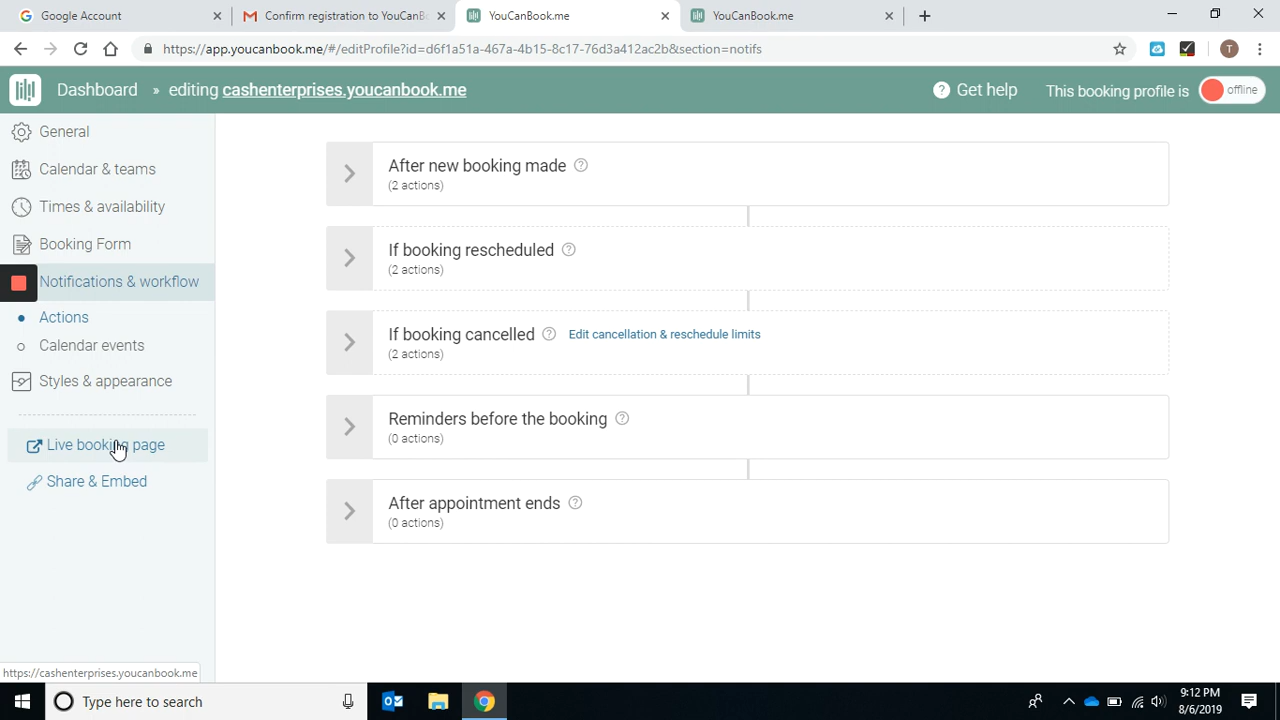 Google Account
Confirm registration to YouCanBo
YouCanBook.me
YouCanBook.me
https://app.youcanbook.me/#/editProfile?id=d6f1a51a-467a-4b15-8c17-76d3a412ac2b&section=notifs
T
Dashboard » editing cashenterprises.youcanbook.me
Get help
This booking profile is
offline
General
Calendar & teams
Times & availability
Booking Form
Notifications & workflow
Actions
Calendar events
Styles & appearance
Live booking page
Share & Embed
After new booking made
(2 actions)
If booking rescheduled
(2 actions)
If booking cancelled
Edit cancellation & reschedule limits
(2 actions)
Reminders before the booking
(0 actions)
After appointment ends
(0 actions)
https://cashenterprises.youcanbook.me
Type here to search
9:12 PM
8/6/2019